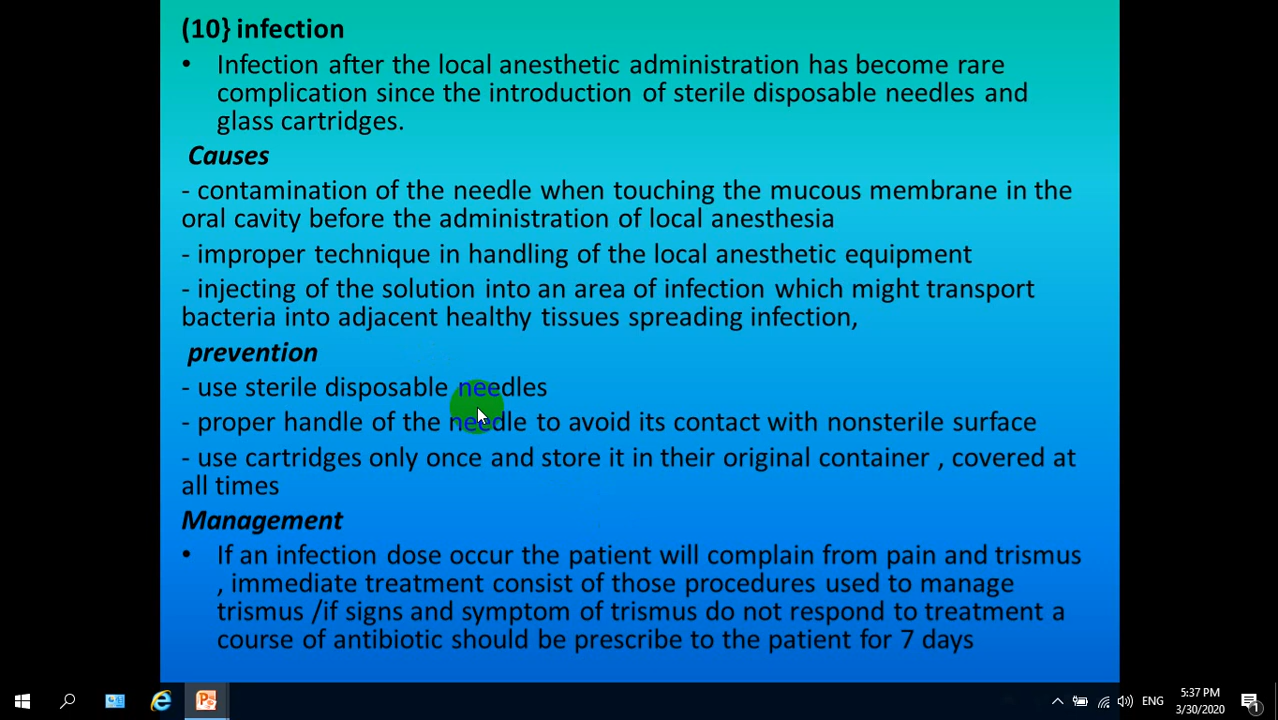 (10} infection
• Infection after the local anesthetic administration has become rare
complication since the introduction of sterile disposable needles and
glass cartridges.
Causes
- contamination of the needle when touching the mucous membrane in the
oral cavity before the administration of local anesthesia
- improper technique in handling of the local anesthetic equipment
- injecting of the solution into an area of infection which might transport
bacteria into adjacent healthy tissues spreading infection,
prevention
- use sterile disposable needles
- proper handle of the needle to avoid its contact with nonsterile surface
- use cartridges only once and store it in their original container , covered at
all times
Management
• If an infection dose occur the patient will complain from pain and trismus
, immediate treatment consist of those procedures used to manage
trismus /if signs and symptom of trismus do not respond to treatment a
course of antibiotic should be prescribe to the patient for 7 days
ENG
5:37 PM
3/30/2020
1